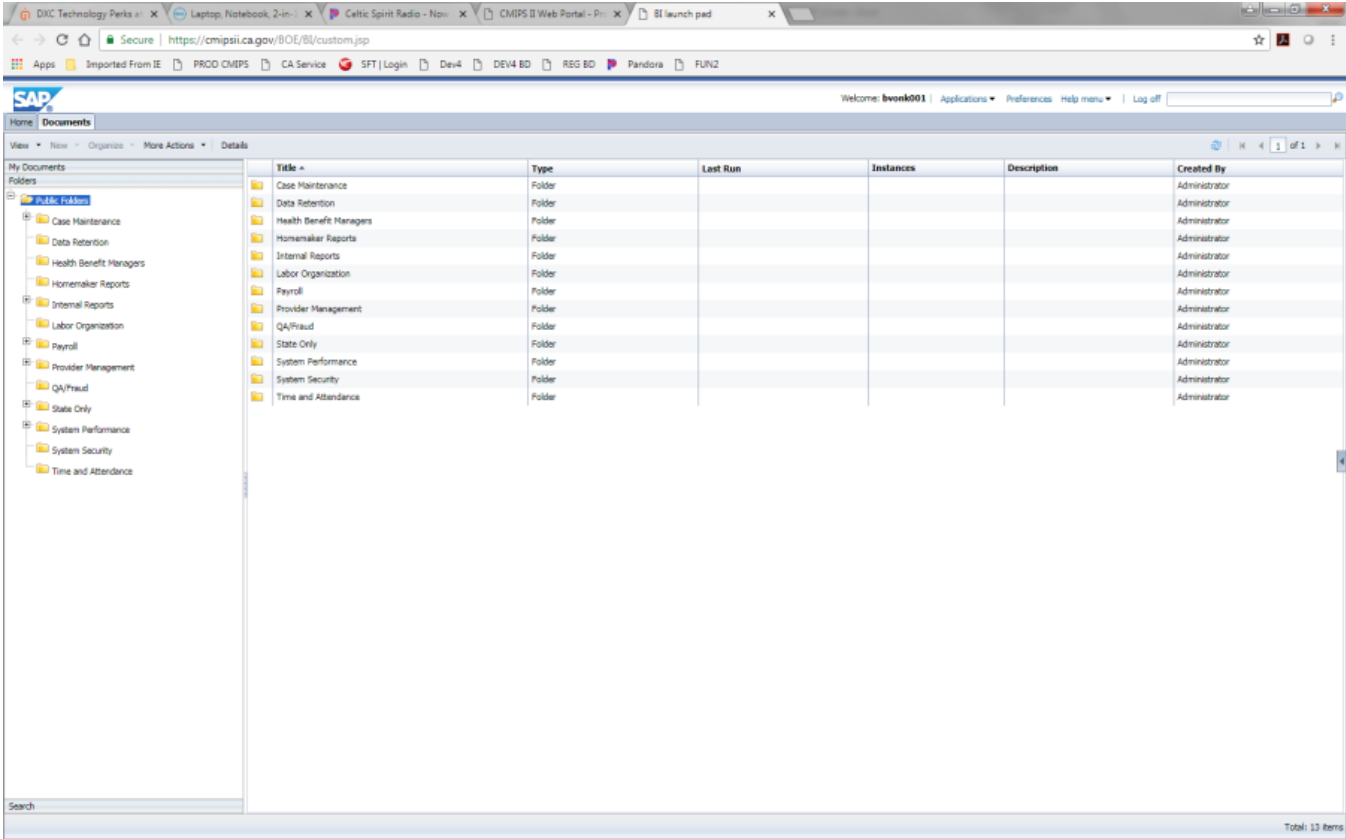 DXC Technology Perks at Laptop, Notebook, 2-in-1 Celtic Spirit Radio - Now CMIPS II Web Portal - Pro BI launch pad
Secure | https://cmipsii.ca.gov/BOE/BI/custom.jsp
Apps Imported From IE PROD CMIPS CA Service SFT | Login Dev4 DEV4 BD REG BD Pandora FUN2
SAP Welcome: bvonk001 | Applications Preferences Help menu | Log off
Home Documents
View New Organize More Actions Details 1 of 1
My Documents Title Type Last Run Instances Description Created By
Folders
Public Folders
Case Maintenance
Data Retention
Health Benefit Managers
Homemaker Reports
Internal Reports
Labor Organization
Payroll
Provider Management
QA/Fraud
State Only
System Performance
System Security
Time and Attendance
Case Maintenance Folder Administrator
Data Retention Folder Administrator
Health Benefit Managers Folder Administrator
Homemaker Reports Folder Administrator
Internal Reports Folder Administrator
Labor Organization Folder Administrator
Payroll Folder Administrator
Provider Management Folder Administrator
QA/Fraud Folder Administrator
State Only Folder Administrator
System Performance Folder Administrator
System Security Folder Administrator
Time and Attendance Folder Administrator
Search
Total: 13 items